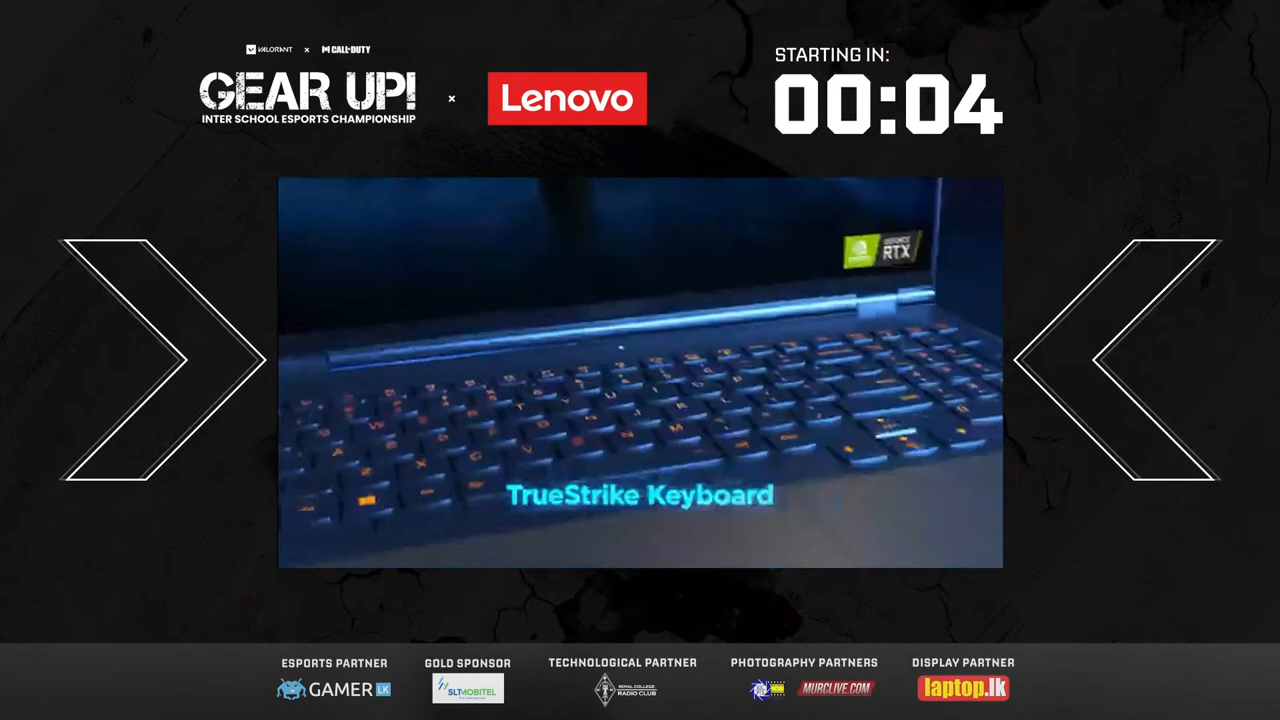 VALORANT × CALL OF DUTY
GEAR UP!
INTER SCHOOL ESPORTS CHAMPIONSHIP
×
Lenovo
STARTING IN:
00:04
GEFORCE
RTX
TrueStrike Keyboard
ESPORTS PARTNER
GAMER LK
GOLD SPONSOR
SLTMOBITEL
TECHNOLOGICAL PARTNER
ROYAL COLLEGE
RADIO CLUB
PHOTOGRAPHY PARTNERS
MURCLIVE.COM
DISPLAY PARTNER
laptop.lk